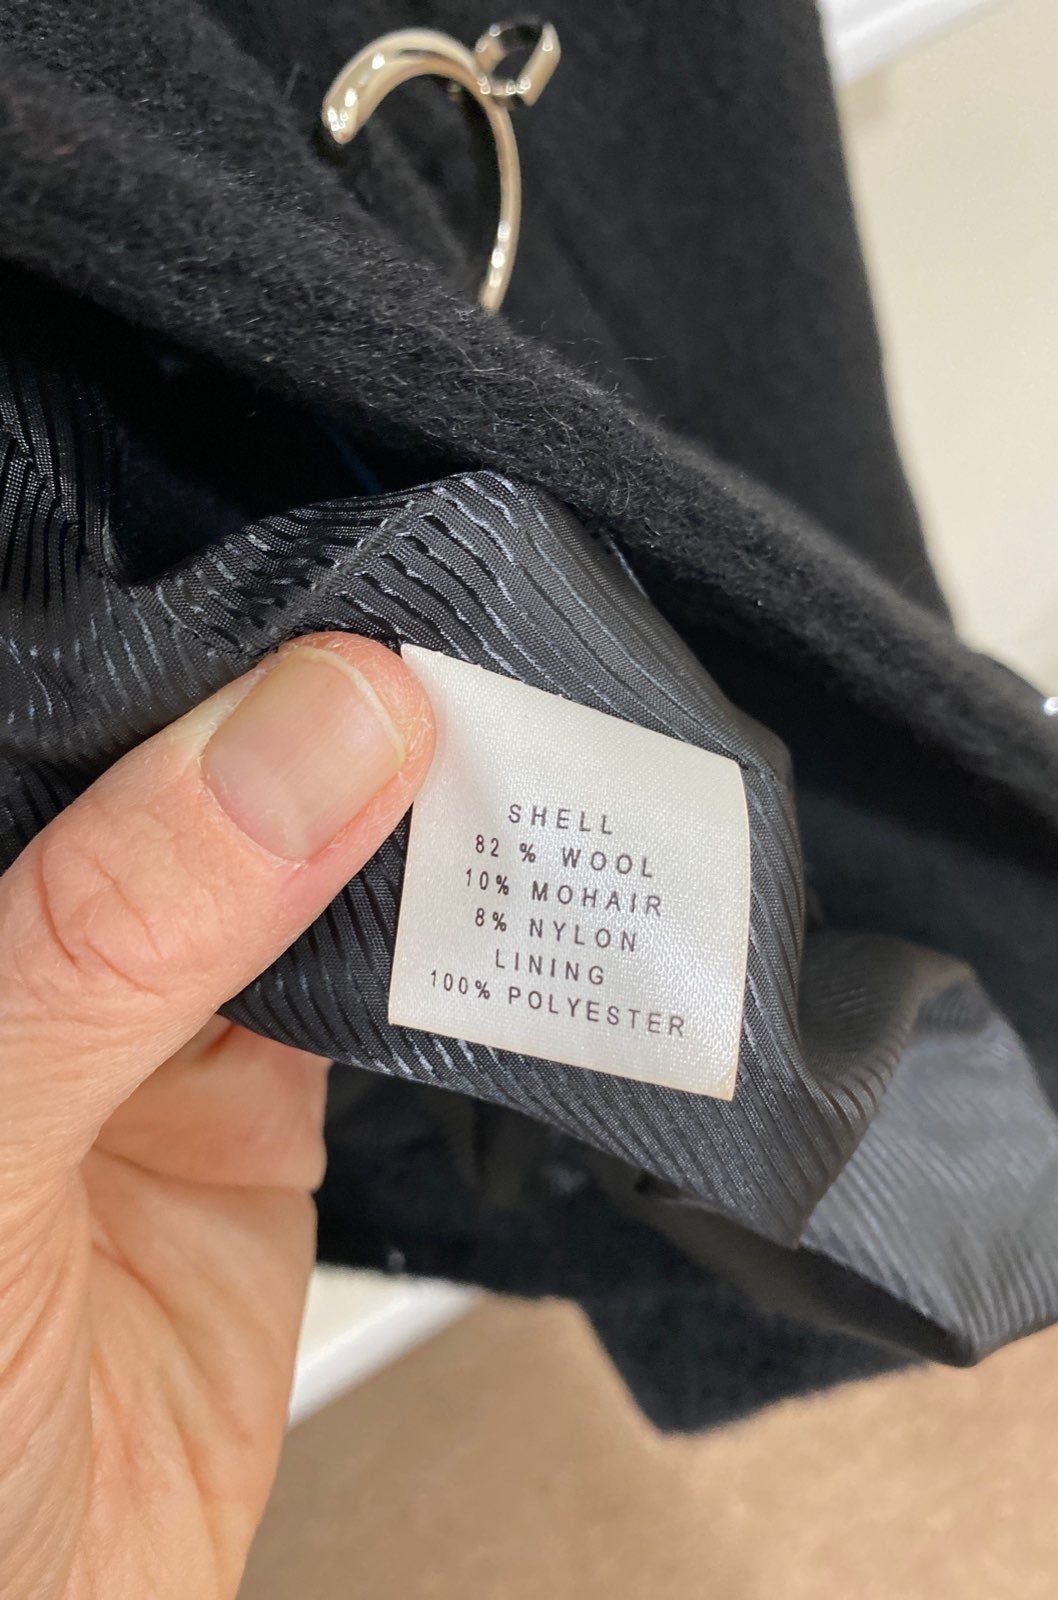 SHELL
82 % WOOL
10% MOHAIR
8% NYLON
LINING
100% POLYESTER